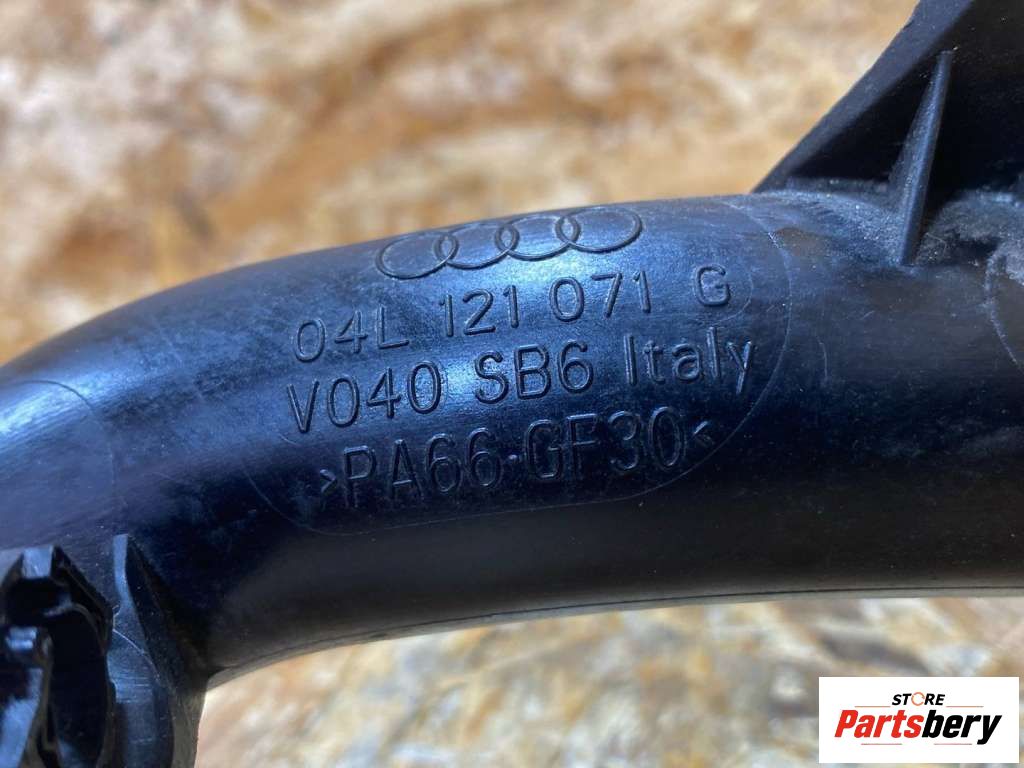 04L 121 071 G
V040 SB6 Italy
>PA66-GF30<
STORE
Partsbery